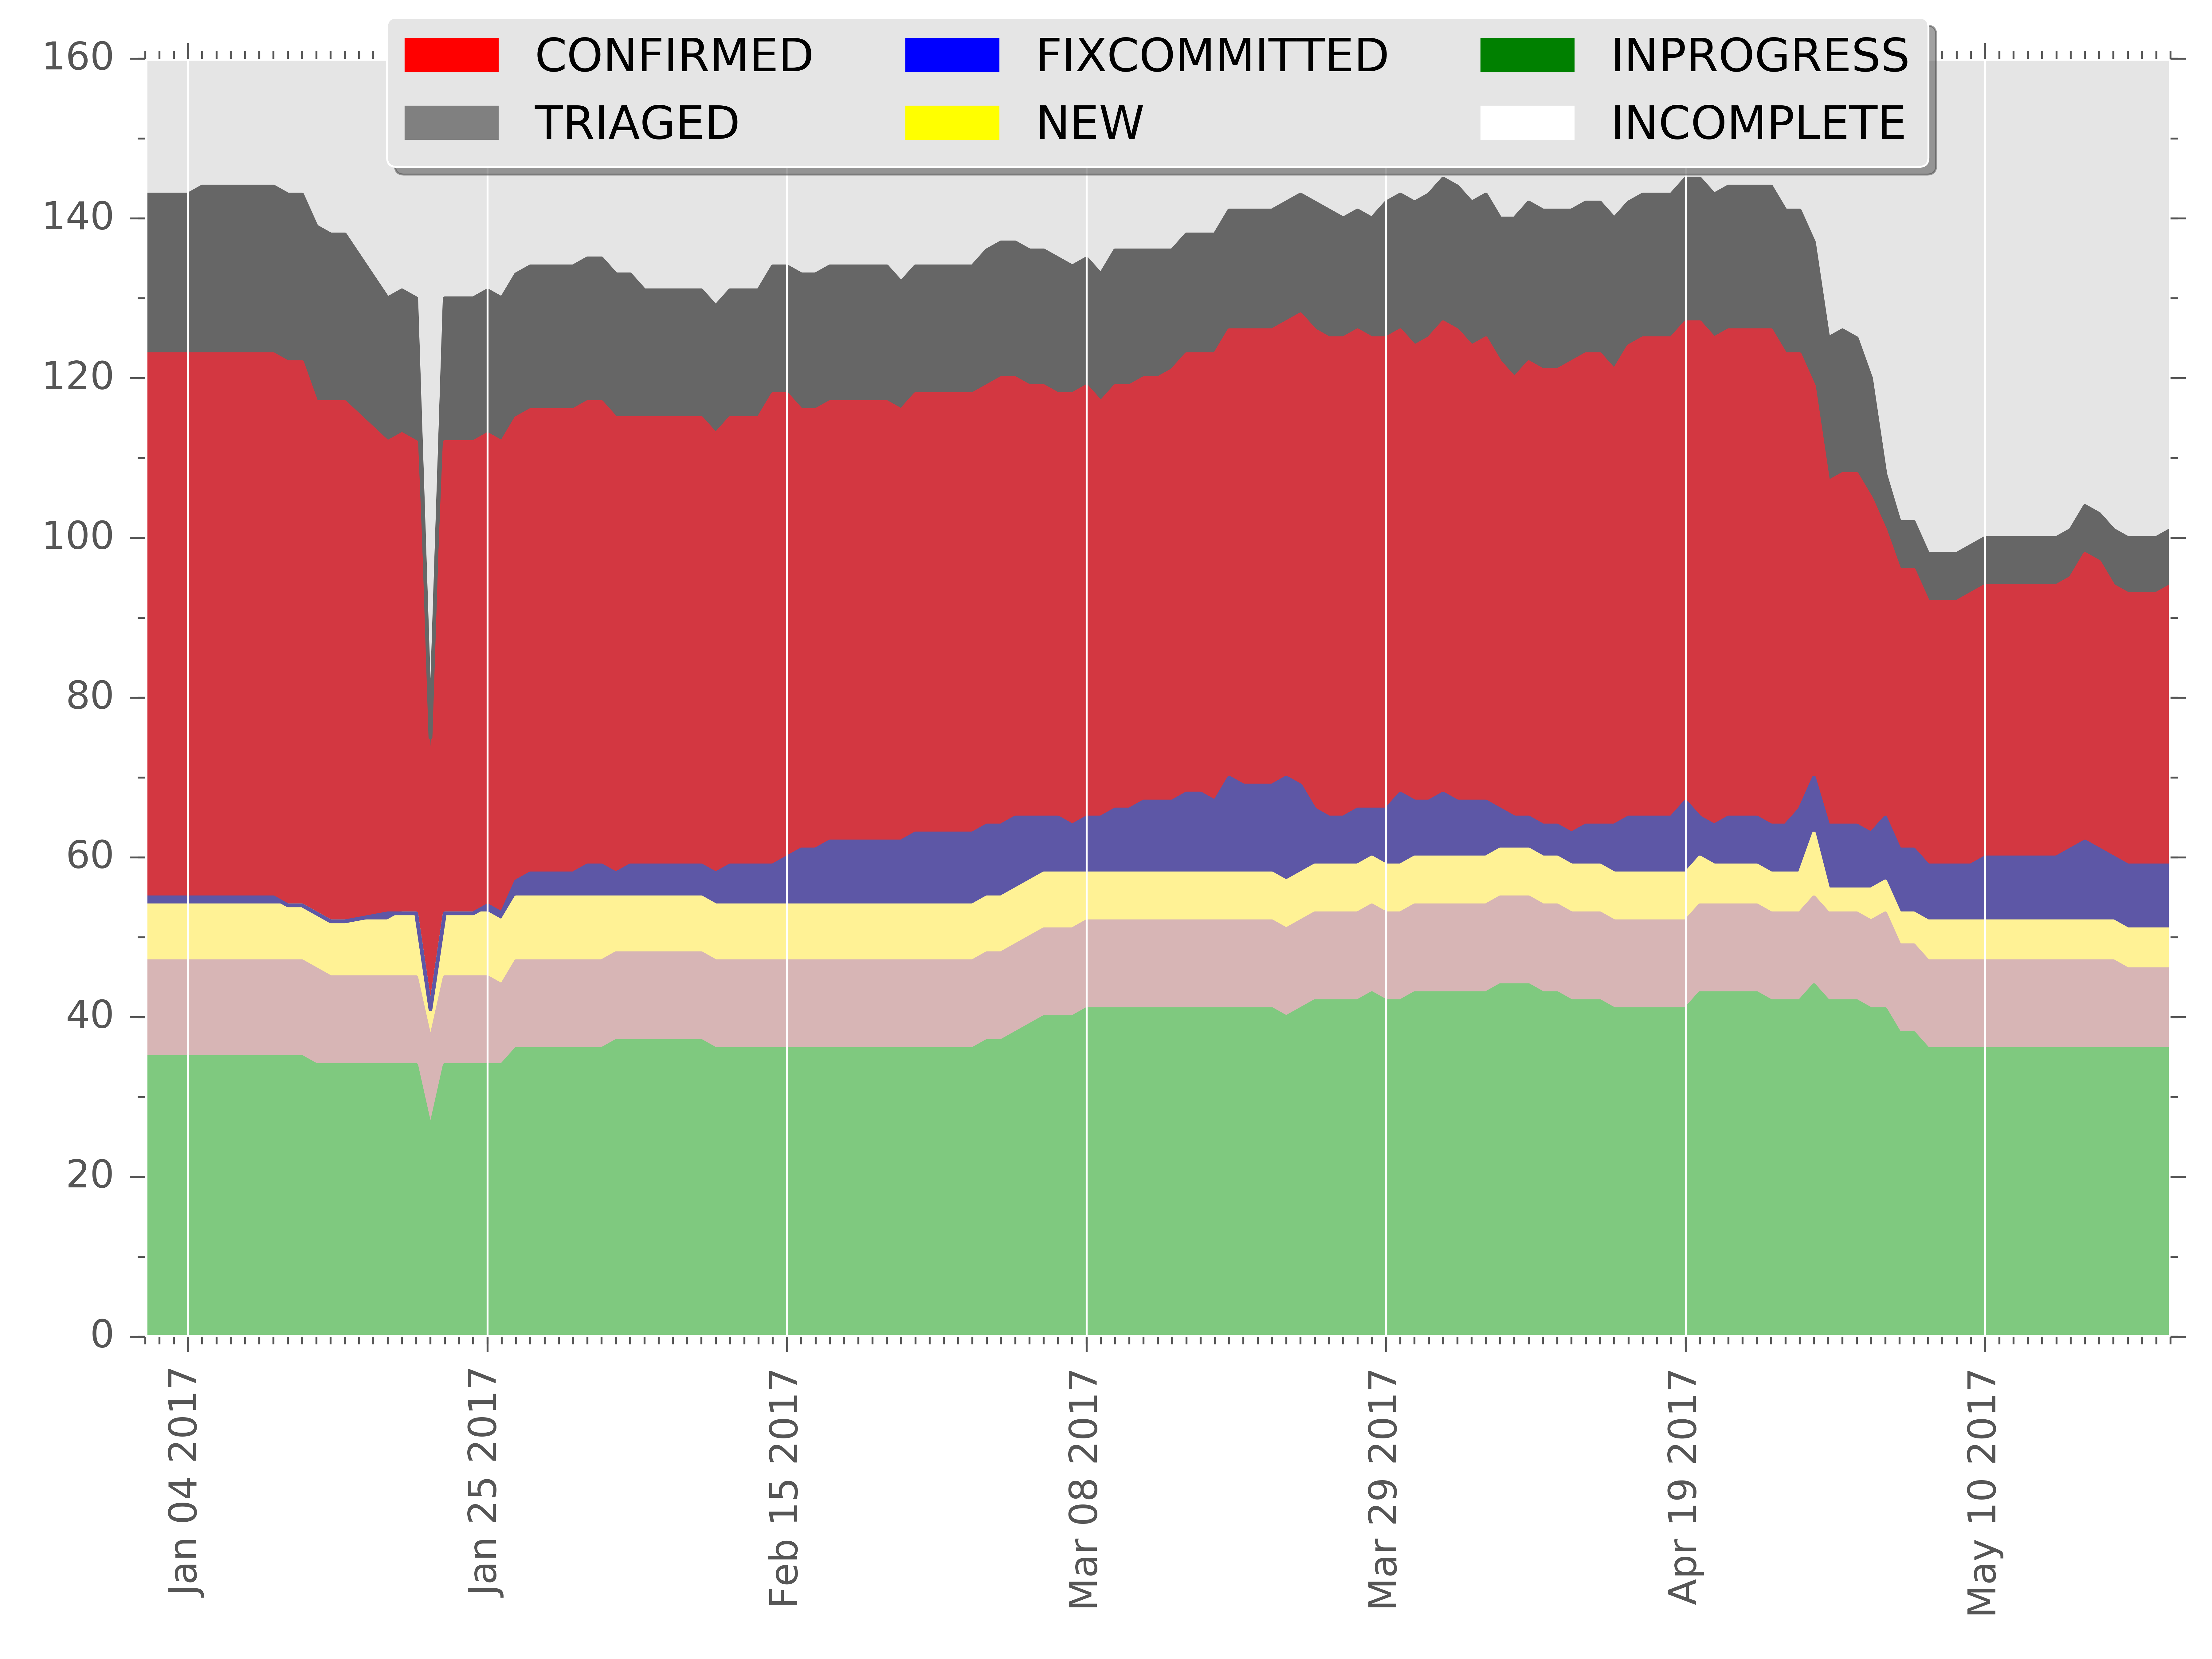 CONFIRMED FIXCOMMITTED INPROGRESS
TRIAGED NEW INCOMPLETE
160
140
120
100
80
60
40
20
0
Jan 04 2017
Jan 25 2017
Feb 15 2017
Mar 08 2017
Mar 29 2017
Apr 19 2017
May 10 2017